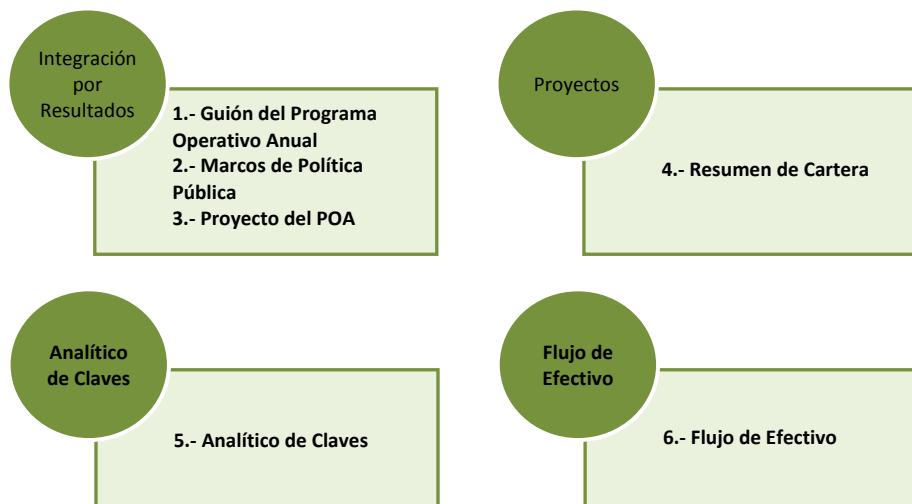 Integración
por
Resultados
1.- Guión del Programa
Operativo Anual
2.- Marcos de Política
Pública
3.- Proyecto del POA
Proyectos
4.- Resumen de Cartera
Analítico
de Claves
5.- Analítico de Claves
Flujo de
Efectivo
6.- Flujo de Efectivo